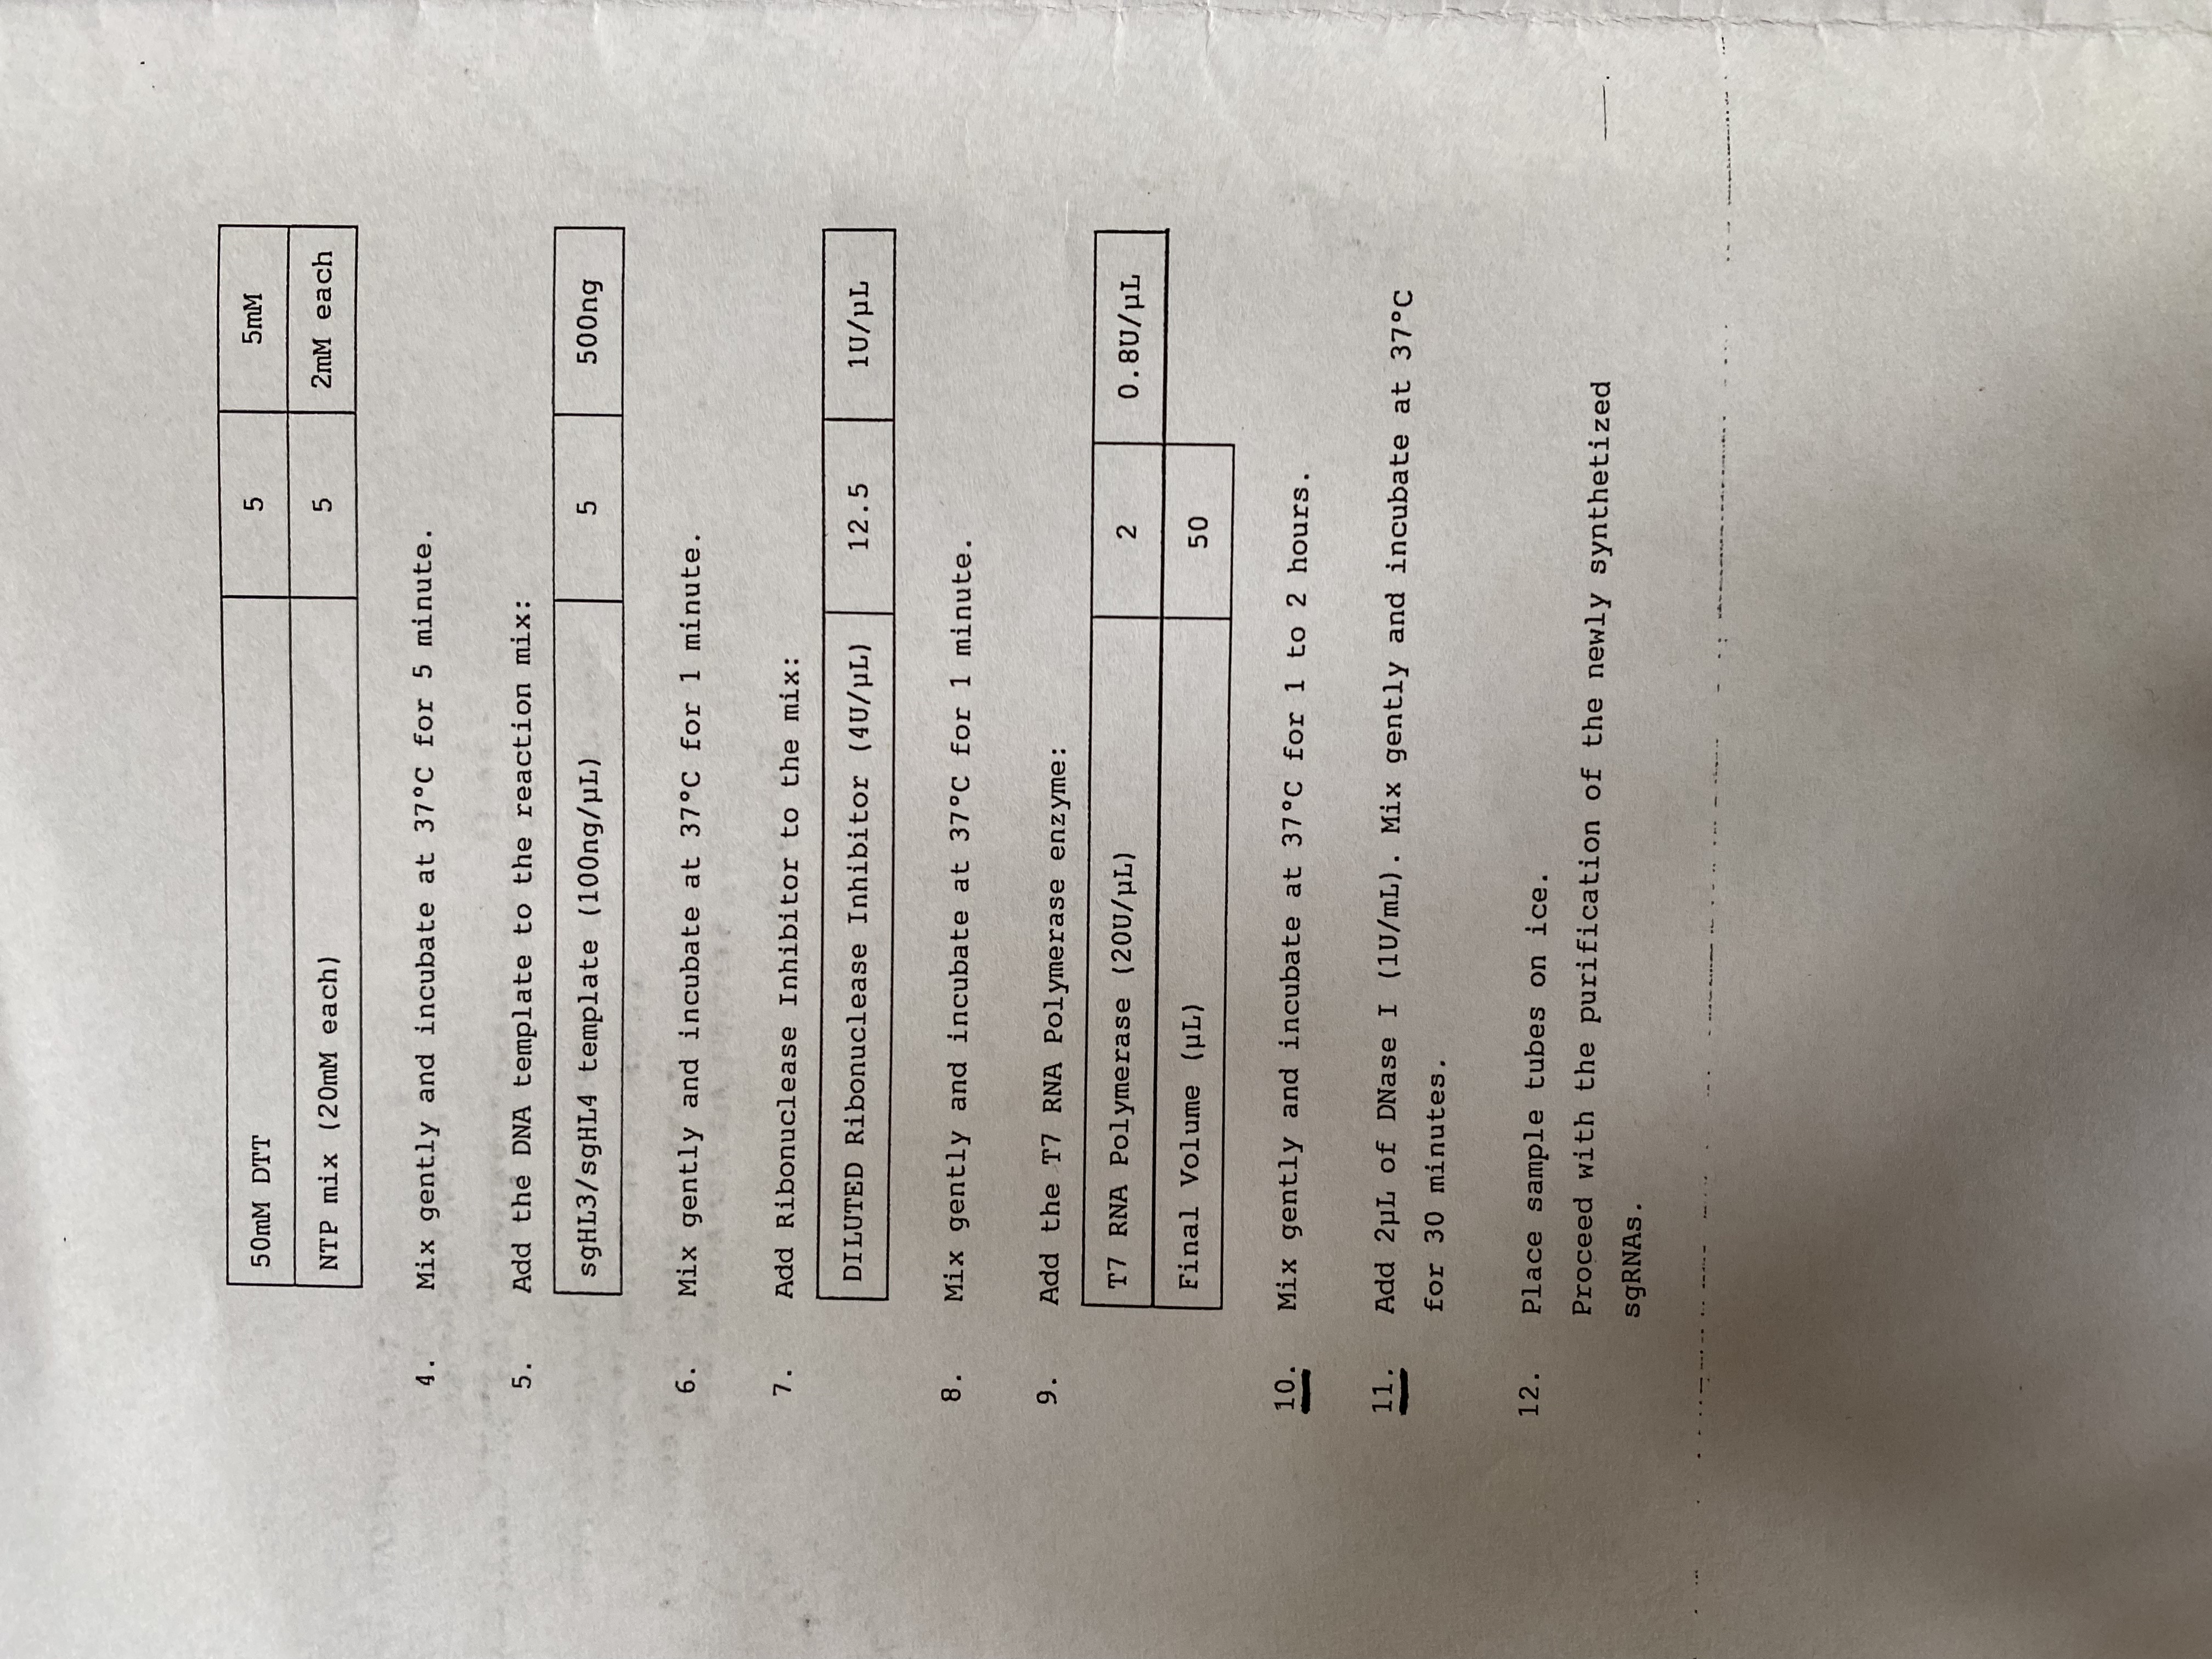 50mM DTT 5 5mM
NTP mix (20mM each) 5 2mM each
4. Mix gently and incubate at 37°C for 5 minute.
5. Add the DNA template to the reaction mix:
sgHL3/sgHL4 template (100ng/µL) 5 500ng
6. Mix gently and incubate at 37°C for 1 minute.
7. Add Ribonuclease Inhibitor to the mix:
DILUTED Ribonuclease Inhibitor (4U/µL) 12.5 1U/µL
8. Mix gently and incubate at 37°C for 1 minute.
9. Add the T7 RNA Polymerase enzyme:
T7 RNA Polymerase (20U/µL) 2 0.8U/µL
Final Volume (µL) 50
10. Mix gently and incubate at 37°C for 1 to 2 hours.
11. Add 2µL of DNase I (1U/mL). Mix gently and incubate at 37°C
for 30 minutes.
12. Place sample tubes on ice.
Proceed with the purification of the newly synthetized
sgRNAs.